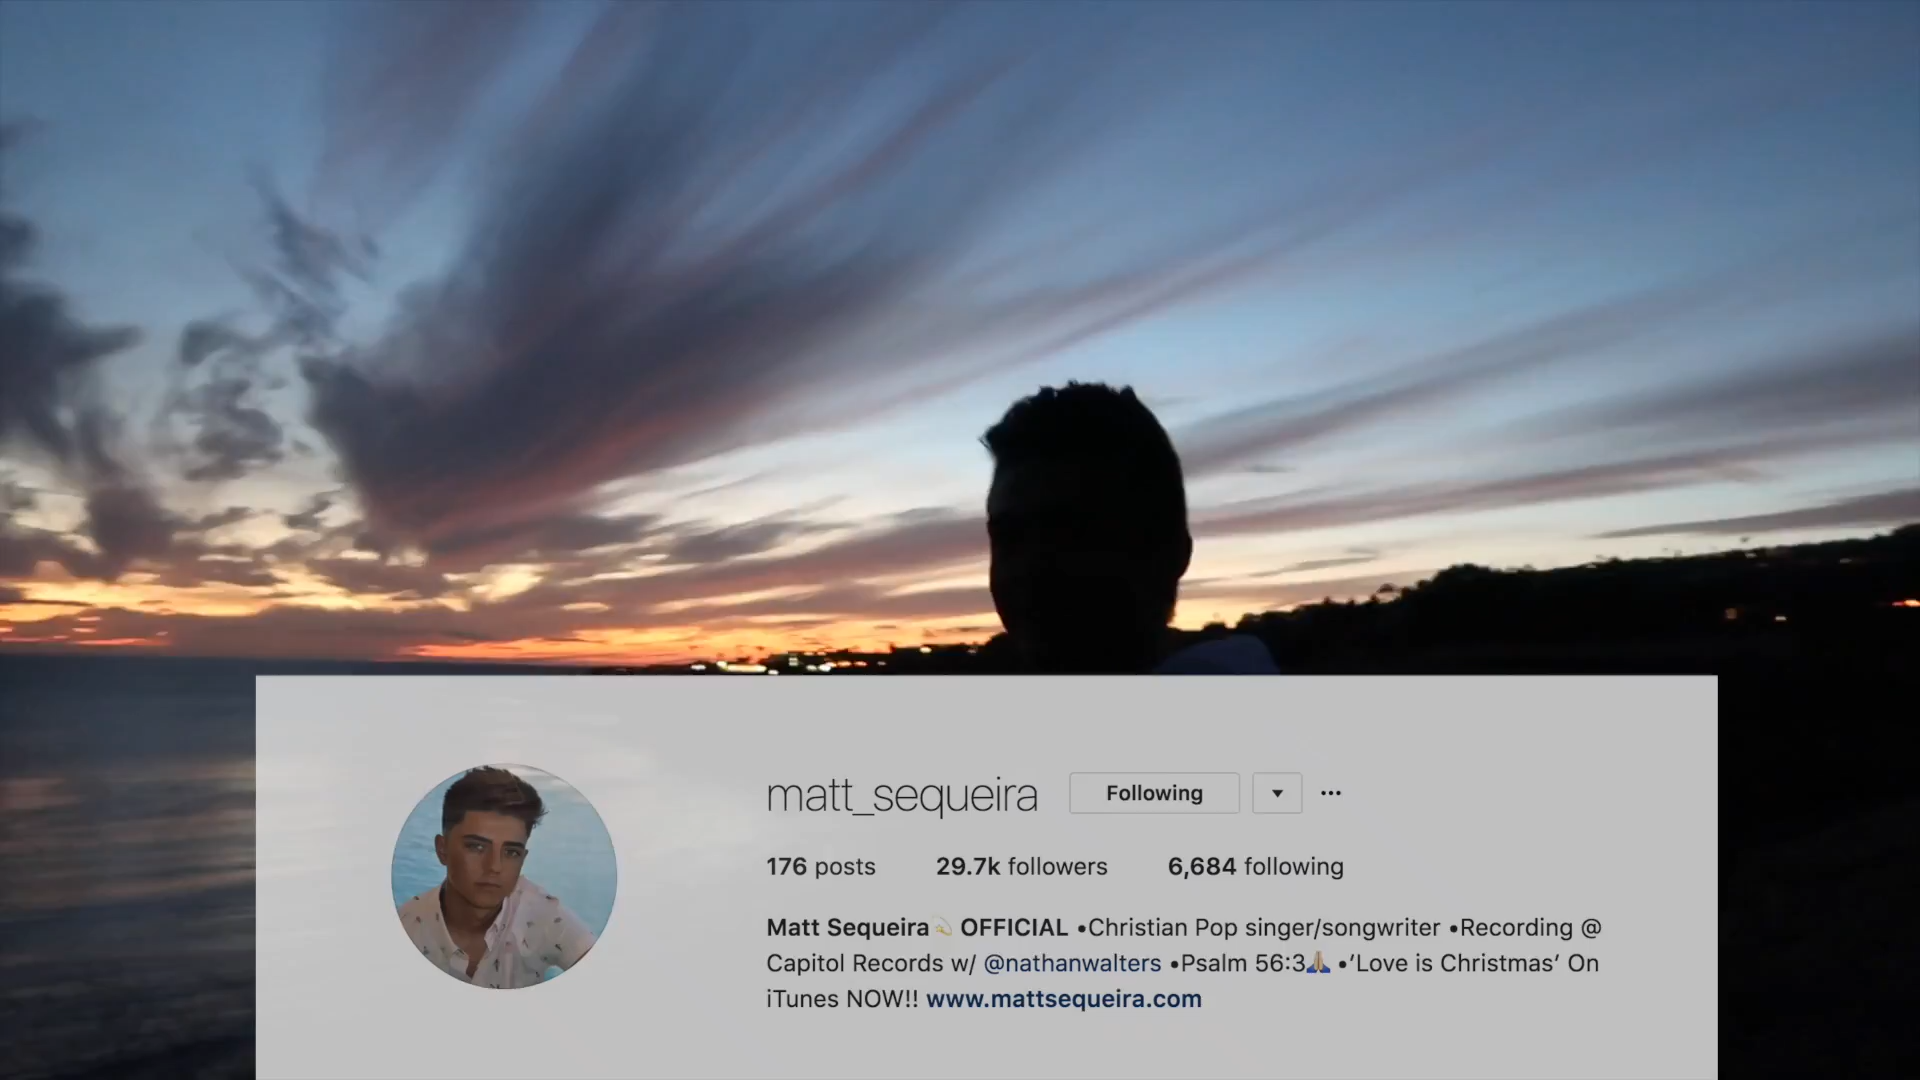 matt_sequeira Following
176 posts 29.7k followers 6,684 following
Matt Sequeira💫 OFFICIAL •Christian Pop singer/songwriter •Recording @
Capitol Records w/ @nathanwalters •Psalm 56:3🙏 •‘Love is Christmas’ On
iTunes NOW!! www.mattsequeira.com